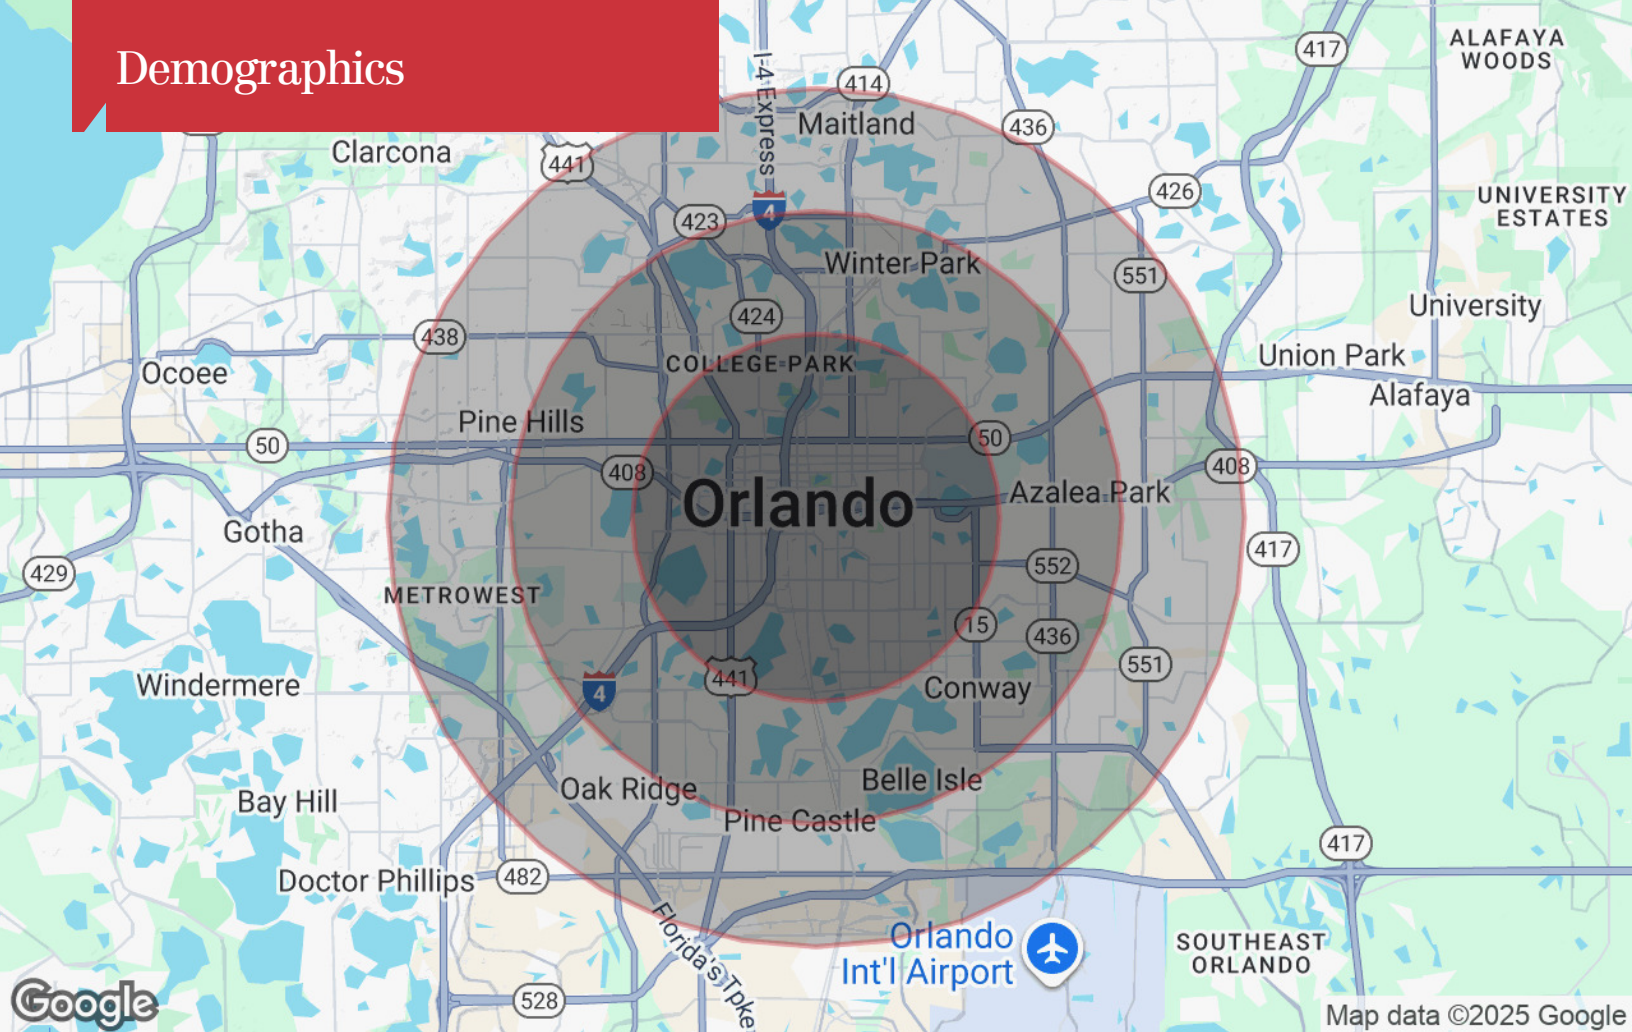 Demographics
I-4 Express
414
417
ALAFAYA
WOODS
Maitland
436
Clarcona
441
426
UNIVERSITY
ESTATES
423
4
Winter Park
551
University
424
438
COLLEGE PARK
Union Park
Ocoee
Alafaya
Pine Hills
50
50
408
408
Orlando
Azalea Park
Gotha
417
429
552
METROWEST
15
436
551
441
Windermere
4
Conway
Oak Ridge
Belle Isle
Bay Hill
Pine Castle
417
Doctor Phillips
482
Florida's Tpke
Orlando
Int'l Airport
SOUTHEAST
ORLANDO
528
Google
Map data ©2025 Google